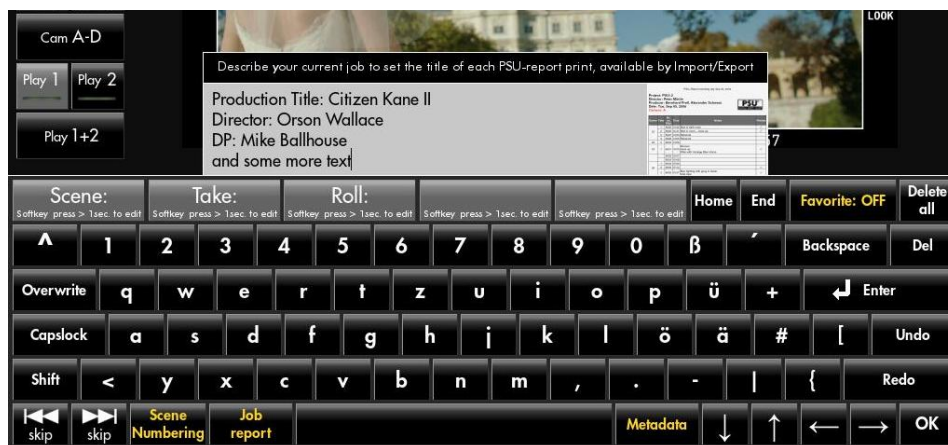 Cam A-D
LOOK
Describe your current job to set the title of each PSU-report print, available by Import/Export
Play 1 Play 2
Production Title: Citizen Kane II
Director: Orson Wallace
DP: Mike Ballhouse
and some more text
PSU
Play 1+2
Scene: Take: Roll:
Softkey press > 1sec. to edit Softkey press > 1sec. to edit Softkey press > 1sec. to edit Softkey press > 1sec. to edit Softkey press > 1sec. to edit
Home End Favorite: OFF Delete all
^ 1 2 3 4 5 6 7 8 9 0 ß ´ Backspace Del
Overwrite q w e r t z u i o p ü + Enter
Capslock a s d f g h j k l ö ä # [ Undo
Shift < y x c v b n m , . - | { Redo
skip skip Scene Numbering Job report Metadata ↓ ↑ ← → OK